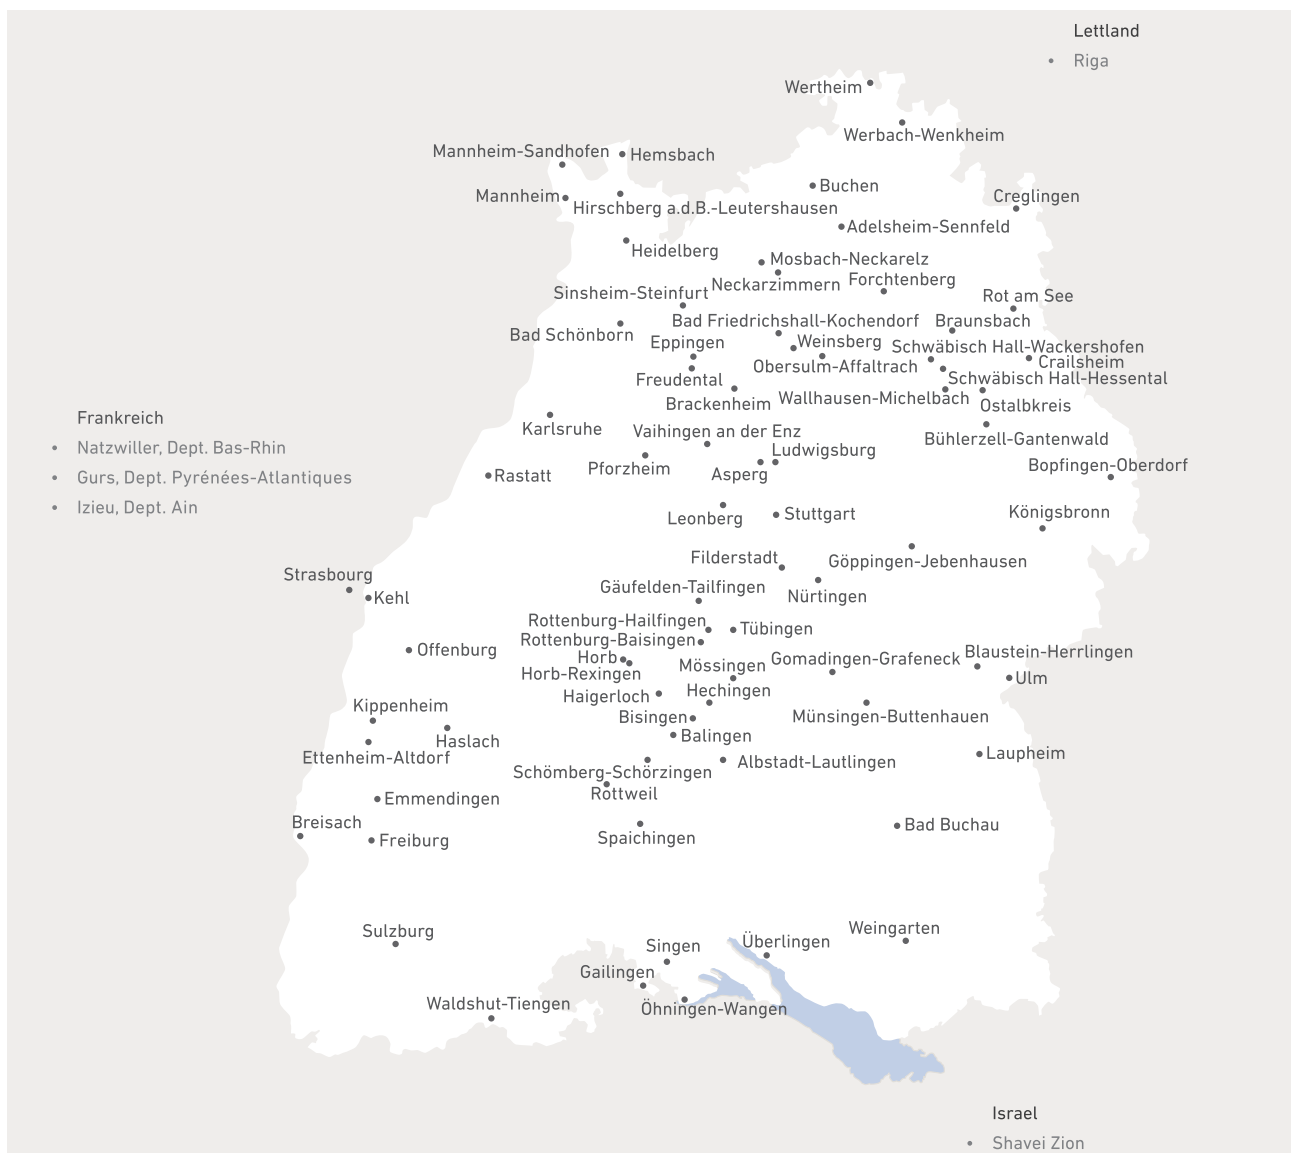 Lettland
• Riga
Wertheim
Werbach-Wenkheim
Mannheim-Sandhofen
Hemsbach
Buchen
Mannheim
Creglingen
Hirschberg a.d.B.-Leutershausen
Adelsheim-Sennfeld
Heidelberg
Mosbach-Neckarelz
Neckarzimmern
Forchtenberg
Sinsheim-Steinfurt
Rot am See
Bad Friedrichshall-Kochendorf
Braunsbach
Bad Schönborn
Eppingen
Weinsberg
Schwäbisch Hall-Wackershofen
Crailsheim
Obersulm-Affaltrach
Freudental
Schwäbisch Hall-Hessental
Brackenheim
Wallhausen-Michelbach
Ostalbkreis
Frankreich
• Natzwiller, Dept. Bas-Rhin
• Gurs, Dept. Pyrénées-Atlantiques
• Izieu, Dept. Ain
Karlsruhe
Vaihingen an der Enz
Bühlerzell-Gantenwald
Ludwigsburg
Pforzheim
Asperg
Bopfingen-Oberdorf
Rastatt
Leonberg
Stuttgart
Königsbronn
Filderstadt
Göppingen-Jebenhausen
Strasbourg
Kehl
Gäufelden-Tailfingen
Nürtingen
Rottenburg-Hailfingen
Tübingen
Rottenburg-Baisingen
Offenburg
Horb
Horb-Rexingen
Mössingen
Gomadingen-Grafeneck
Blaustein-Herrlingen
Ulm
Haigerloch
Hechingen
Kippenheim
Bisingen
Münsingen-Buttenhauen
Haslach
Balingen
Ettenheim-Altdorf
Laupheim
Schömberg-Schörzingen
Albstadt-Lautlingen
Rottweil
Emmendingen
Breisach
Freiburg
Spaichingen
Bad Buchau
Sulzburg
Weingarten
Singen
Überlingen
Gailingen
Waldshut-Tiengen
Öhningen-Wangen
Israel
• Shavei Zion